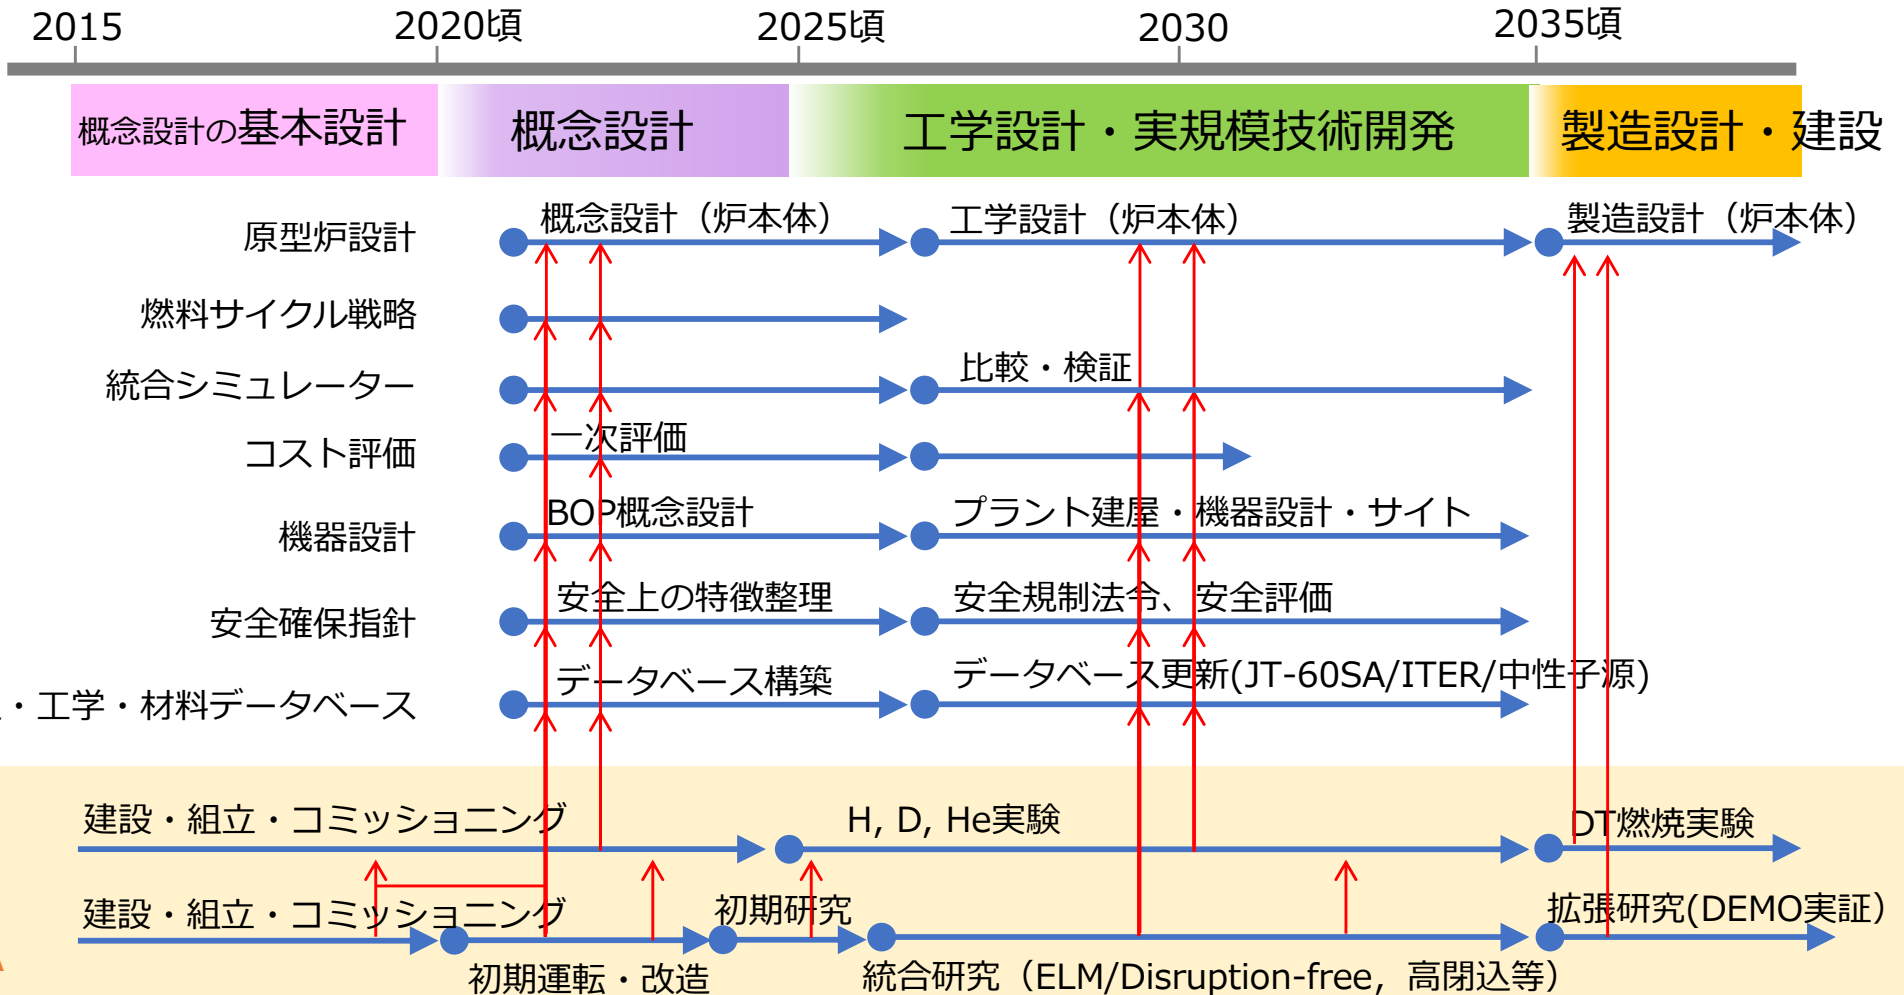 2015
2020頃
2025頃
2030
2035頃
概念設計の基本設計
概念設計
工学設計・実規模技術開発
製造設計・建設
原型炉設計
概念設計（炉本体）
工学設計（炉本体）
製造設計（炉本体）
燃料サイクル戦略
統合シミュレーター
比較・検証
コスト評価
一次評価
機器設計
BOP概念設計
プラント建屋・機器設計・サイト
安全確保指針
安全上の特徴整理
安全規制法令、安全評価
・工学・材料データベース
データベース構築
データベース更新(JT-60SA/ITER/中性子源)
建設・組立・コミッショニング
H, D, He実験
DT燃焼実験
建設・組立・コミッショニング
初期研究
拡張研究(DEMO実証）
初期運転・改造
統合研究（ELM/Disruption-free，高閉込等）